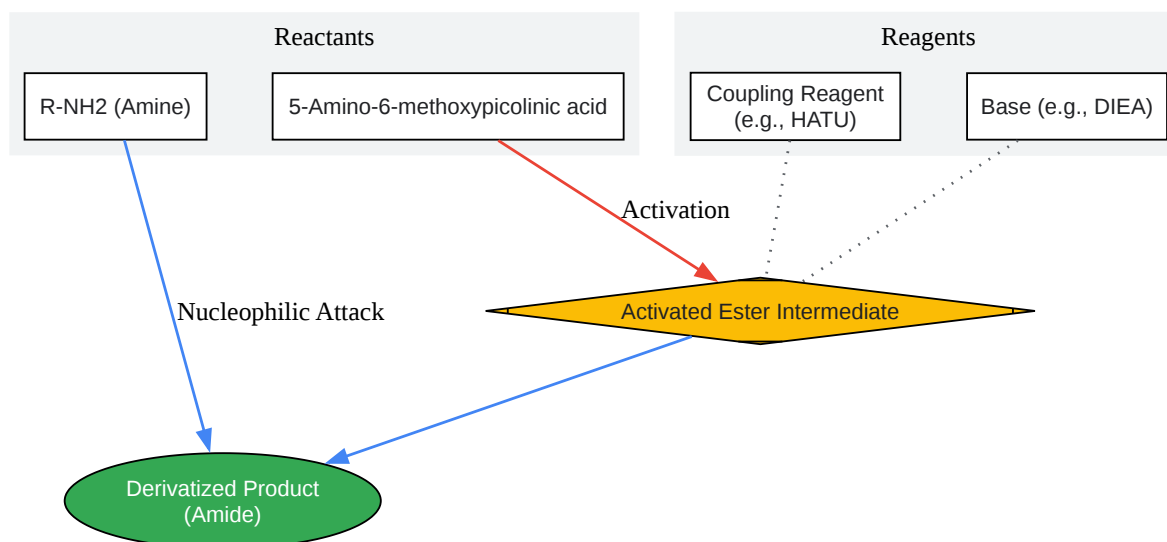 Reactants
Reagents
R-NH2 (Amine)
5-Amino-6-methoxypicolinic acid
Coupling Reagent
(e.g., HATU)
Base (e.g., DIEA)
Activation
Nucleophilic Attack
Activated Ester Intermediate
Derivatized Product
(Amide)